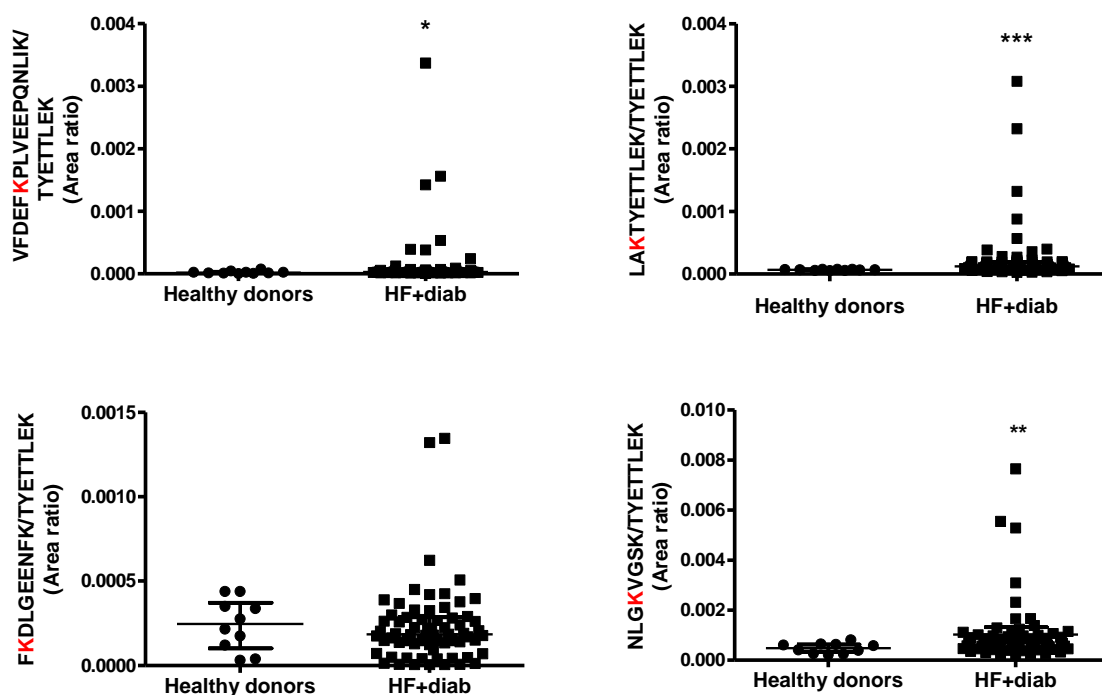 VFDEFKPLVEEPQNLIK/
TYETTLEK
(Area ratio)
0.004
0.003
0.002
0.001
0.000
*
Healthy donors
HF+diab
LAKTYETTLEK/TYETTLEK
(Area ratio)
0.004
0.003
0.002
0.001
0.000
***
Healthy donors
HF+diab
FKDLGEENFK/TYETTLEK
(Area ratio)
0.0015
0.0010
0.0005
0.0000
Healthy donors
HF+diab
NLGKVGSK/TYETTLEK
(Area ratio)
0.010
0.008
0.006
0.004
0.002
0.000
**
Healthy donors
HF+diab